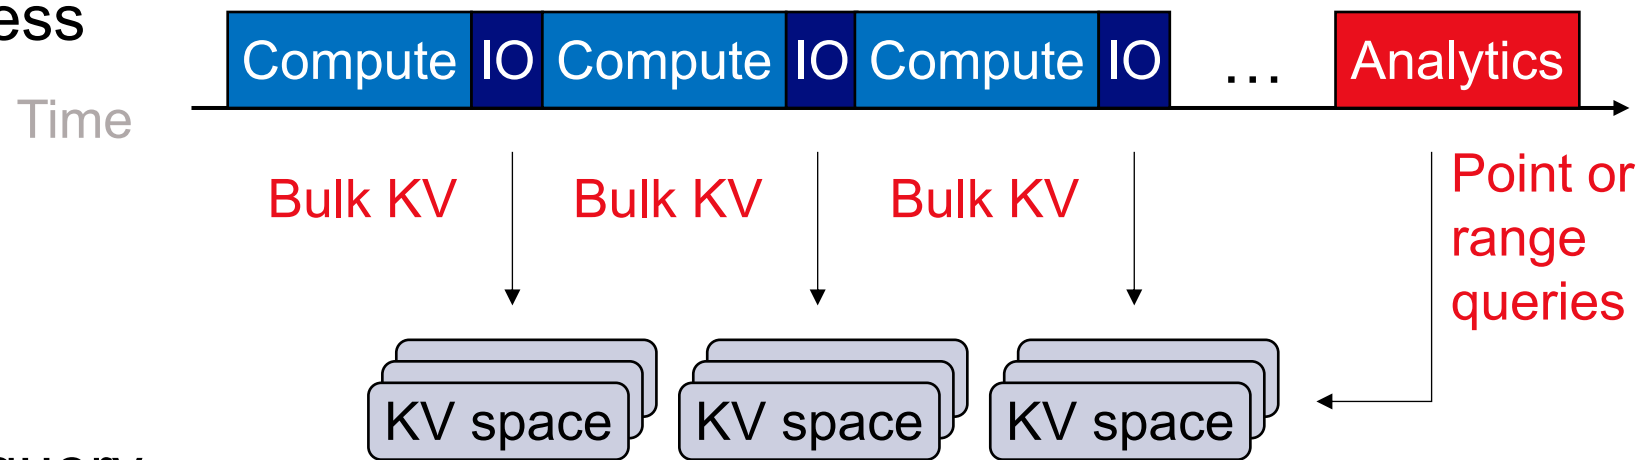 ess
Compute IO Compute IO Compute IO … Analytics
Time
Bulk KV Bulk KV Bulk KV
Point or
range
queries
KV space KV space KV space
query